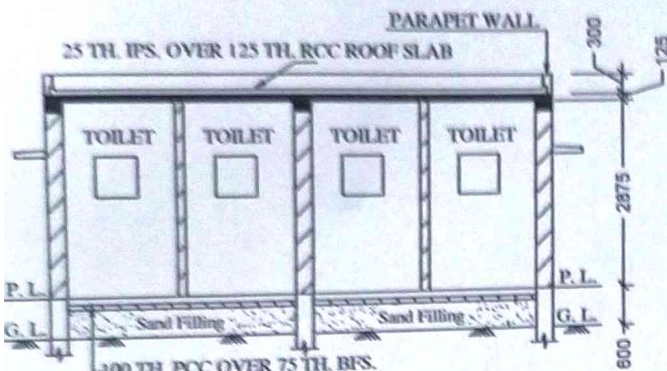 PARAPET WALL
25 TH. IPS. OVER 125 TH. RCC ROOF SLAB
300
125
TOILET TOILET TOILET TOILET
2875
P. L. P. L.
G. L. Sand Filling Sand Filling G. L.
600
100 TH. PCC OVER 75 TH. BFS.